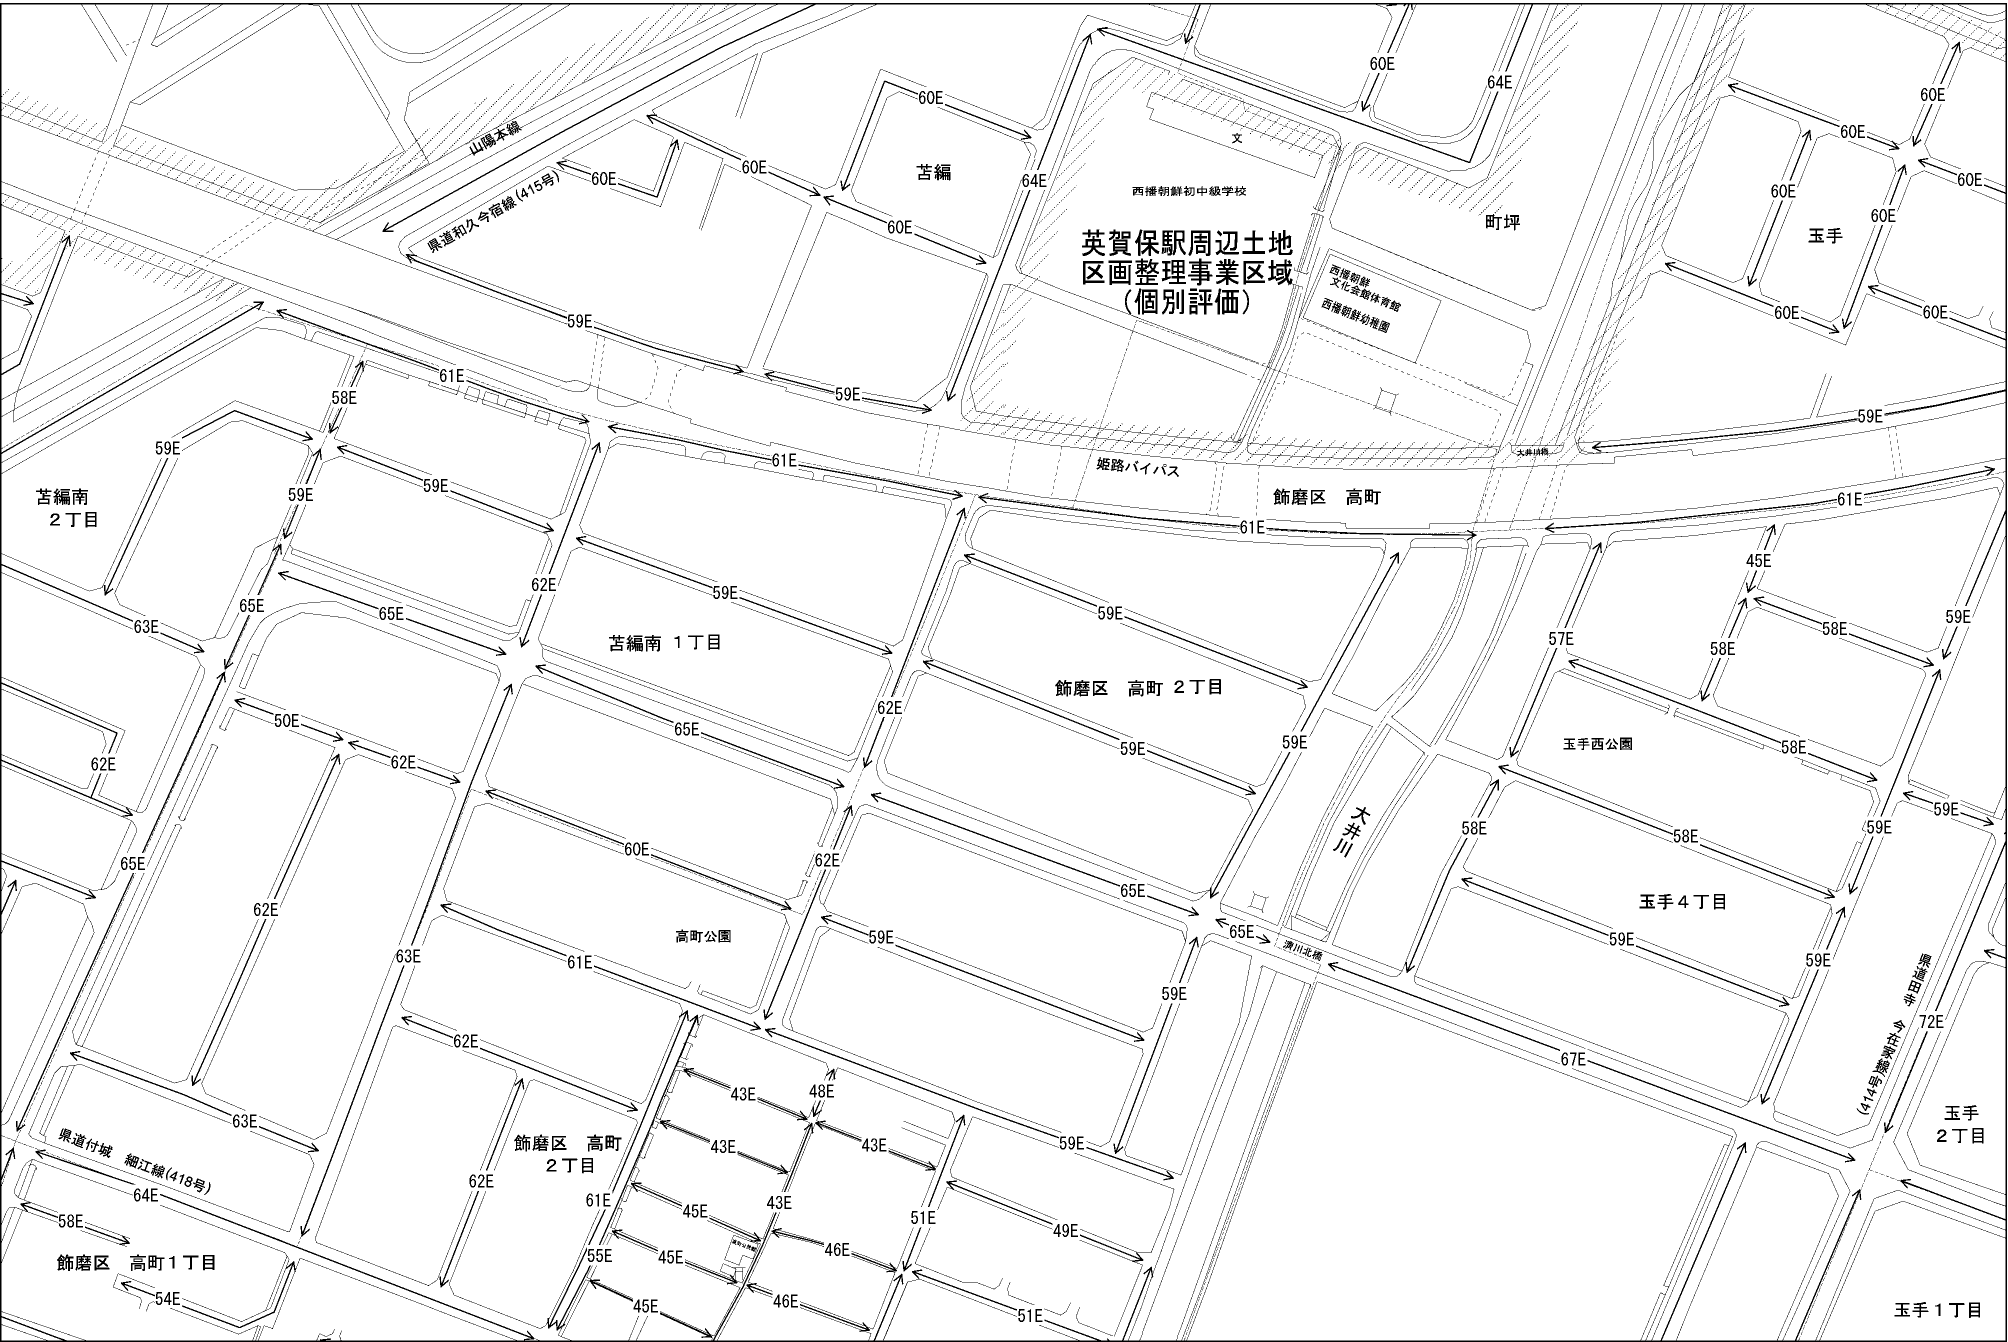 60E
64E
60E
60E
山陽本線
60E
文
苫編
60E
60E
県道和久今宿線(415号)
64E
西播朝鮮初中級学校
60E
60E
60E
60E
町坪
玉手
英賀保駅周辺土地
区画整理事業区域
(個別評価)
西播朝鮮
文化会館体育館
西播朝鮮幼稚園
60E
60E
59E
61E
59E
58E
59E
59E
61E
大井川橋
姫路バイパス
59E
59E
苫編南
2丁目
飾磨区 高町
61E
61E
45E
62E
59E
65E
65E
59E
59E
63E
58E
57E
58E
苫編南 1丁目
飾磨区 高町 2丁目
62E
50E
65E
59E
59E
玉手西公園
58E
62E
62E
59E
大井川
58E
58E
59E
65E
60E
62E
65E
62E
玉手4丁目
高町公園
59E
65E
59E
63E
61E
59E
59E
県道田寺 今在家線
(414号)
72E
62E
67E
43E
48E
63E
43E
43E
59E
玉手
2丁目
県道付城 細江線(418号)
飾磨区 高町
2丁目
64E
62E
61E
43E
45E
51E
49E
58E
55E
45E
46E
飾磨区 高町1丁目
54E
45E
46E
51E
玉手1丁目